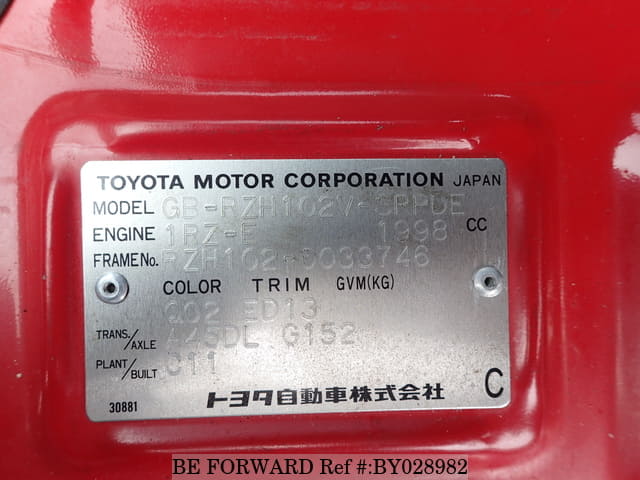 TOYOTA MOTOR CORPORATION JAPAN
MODEL GB-RZH102V-CRPDE
ENGINE 1RZ-E 1998 CC
FRAME No. RZH102-0033746
COLOR TRIM GVM(KG)
ED13
TRANS./AXLE A45DL G152
PLANT/BUILT C11
30881 トヨタ自動車株式会社 C
BE FORWARD Ref #:BY028982